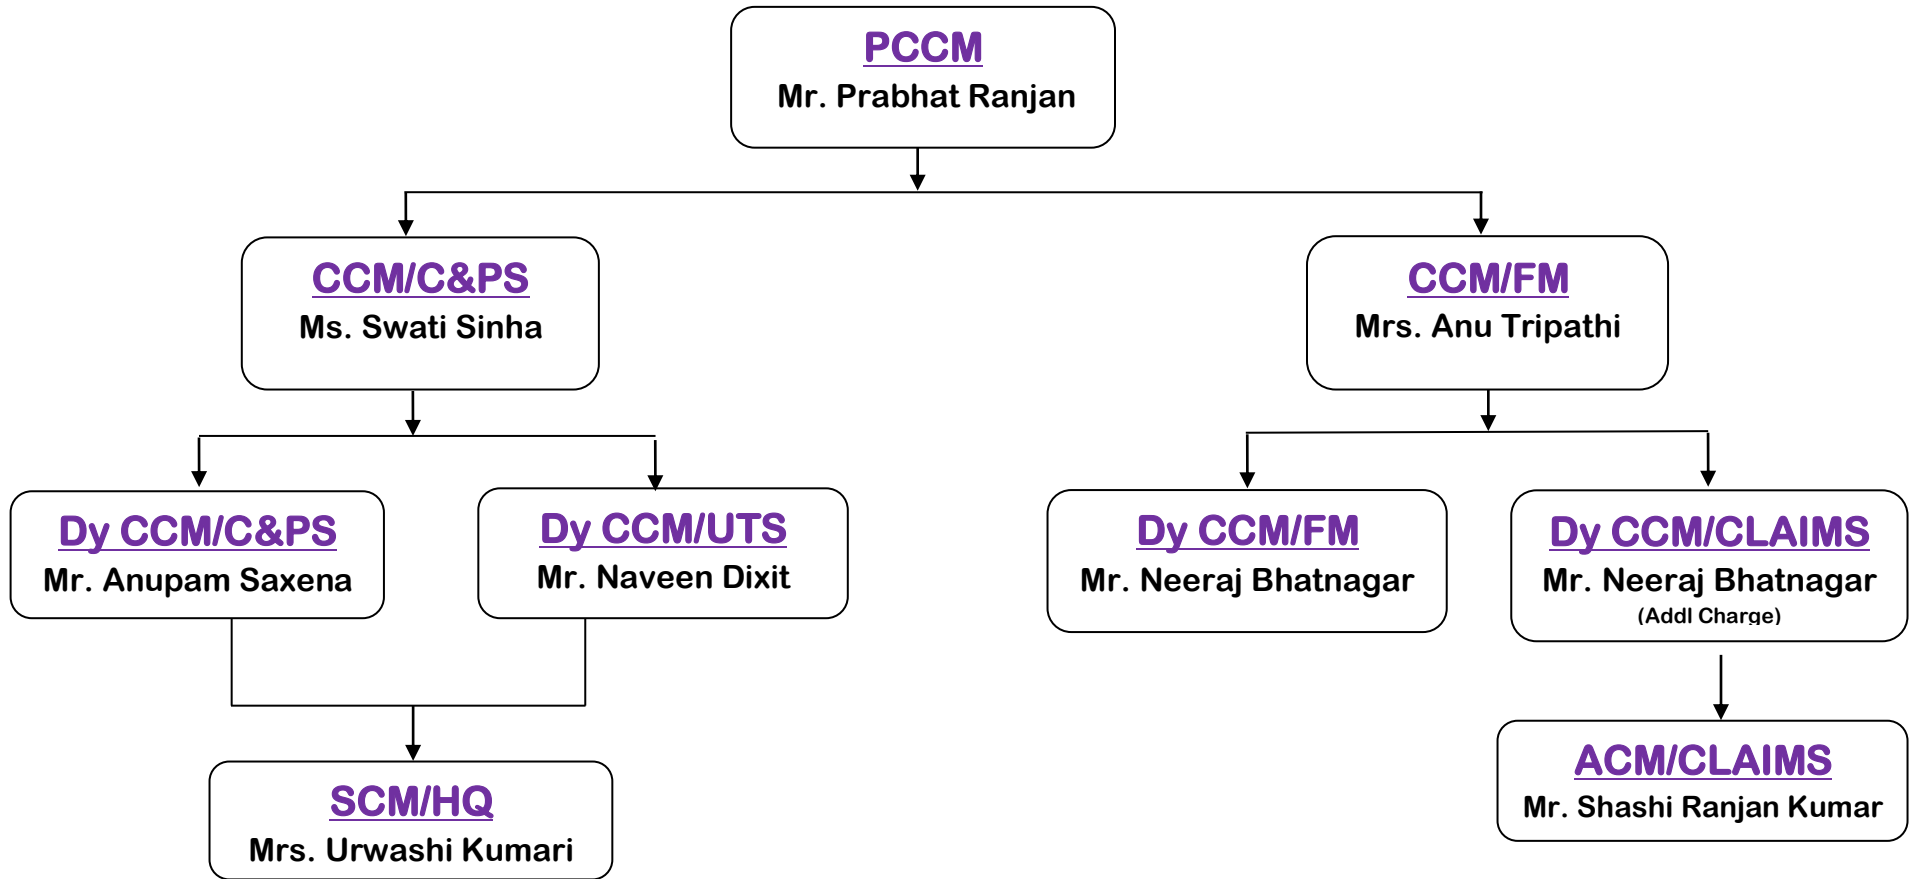 PCCM
Mr. Prabhat Ranjan
CCM/C&PS
Ms. Swati Sinha
CCM/FM
Mrs. Anu Tripathi
Dy CCM/C&PS
Mr. Anupam Saxena
Dy CCM/UTS
Mr. Naveen Dixit
Dy CCM/FM
Mr. Neeraj Bhatnagar
Dy CCM/CLAIMS
Mr. Neeraj Bhatnagar
(Addl Charge)
SCM/HQ
Mrs. Urwashi Kumari
ACM/CLAIMS
Mr. Shashi Ranjan Kumar